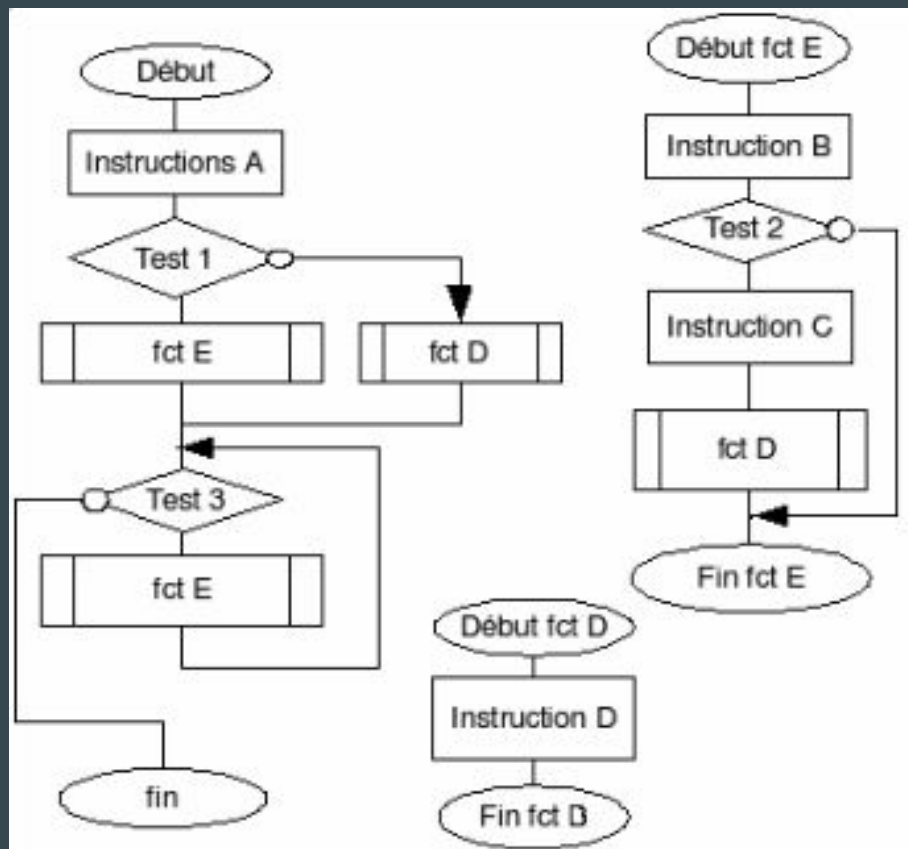 Début
Instructions A
Test 1
fct E
fct D
Test 3
fct E
fin
Début fct E
Instruction B
Test 2
Instruction C
fct D
Fin fct E
Début fct D
Instruction D
Fin fct D